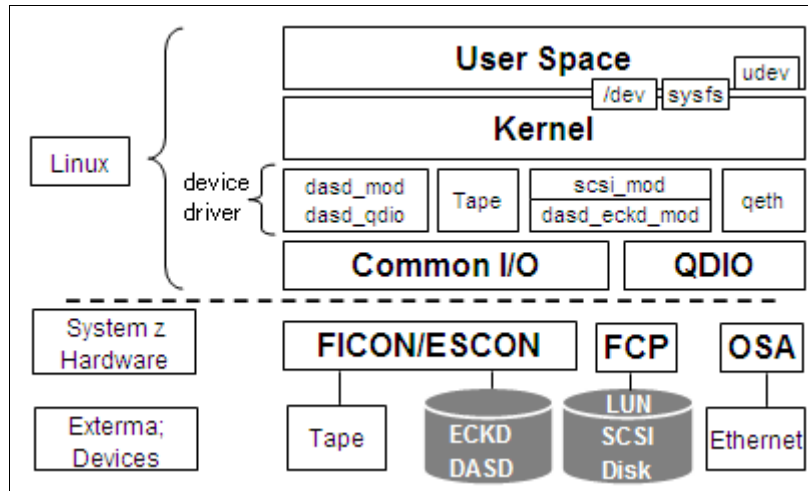 User Space
udev
/dev
sysfs
Kernel
Linux
device
driver
dasd_mod
dasd_qdio
Tape
scsi_mod
dasd_eckd_mod
qeth
Common I/O
QDIO
System z
Hardware
FICON/ESCON
FCP
OSA
Exterma;
Devices
Tape
ECKD
DASD
LUN
SCSI
Disk
Ethernet